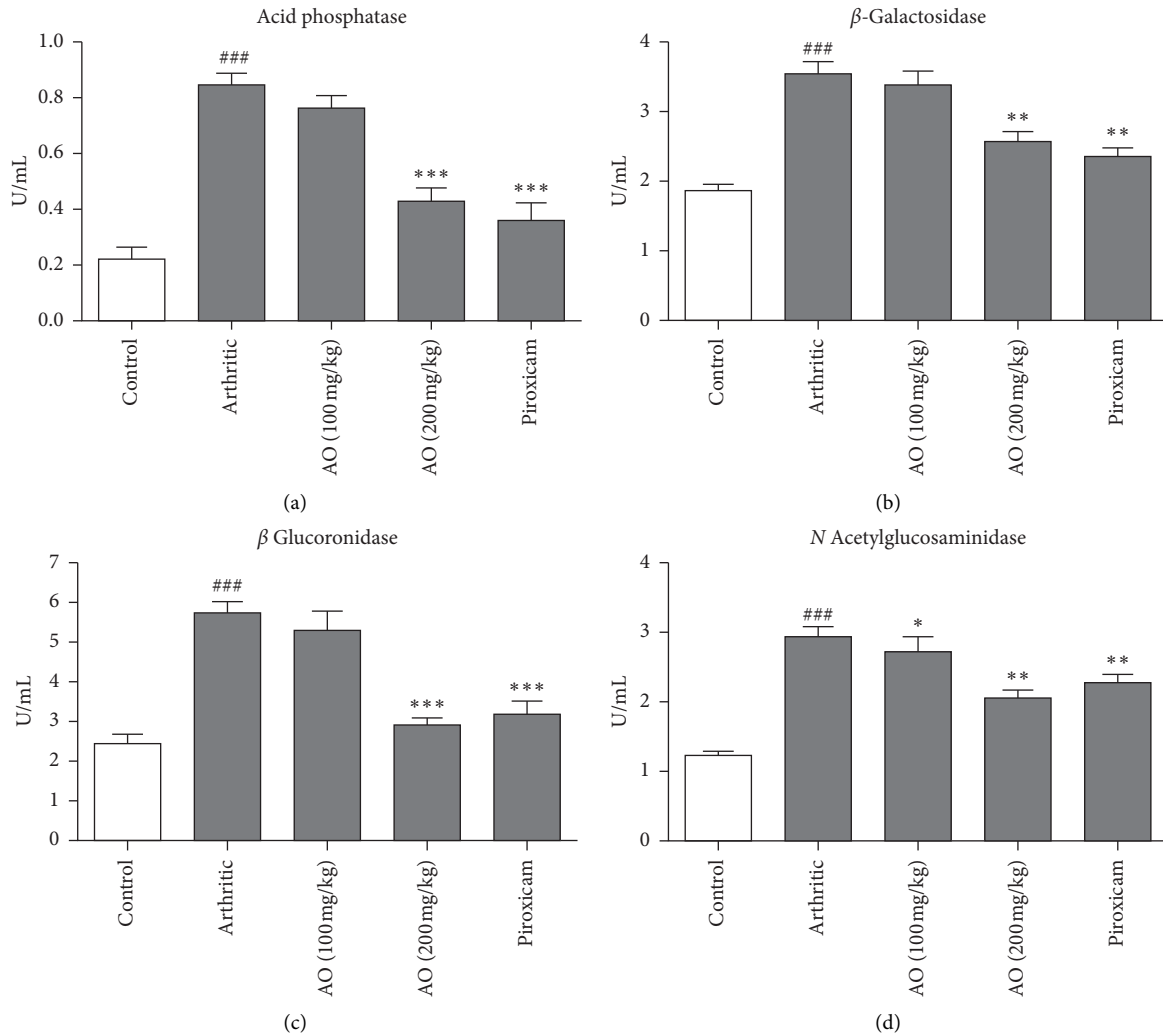 Acid phosphatase
1.0
###
0.8
0.6
U/mL
***
***
0.4
0.2
0.0
Control
Arthritic
AO (100 mg/kg)
AO (200 mg/kg)
Piroxicam
(a)
β-Galactosidase
4
###
3
**
**
U/mL
2
1
0
Control
Arthritic
AO (100 mg/kg)
AO (200 mg/kg)
Piroxicam
(b)
β Glucoronidase
7
###
6
5
4
U/mL
***
***
3
2
1
0
Control
Arthritic
AO (100 mg/kg)
AO (200 mg/kg)
Piroxicam
(c)
N Acetylglucosaminidase
4
###
*
3
**
**
U/mL
2
1
0
Control
Arthritic
AO (100 mg/kg)
AO (200 mg/kg)
Piroxicam
(d)